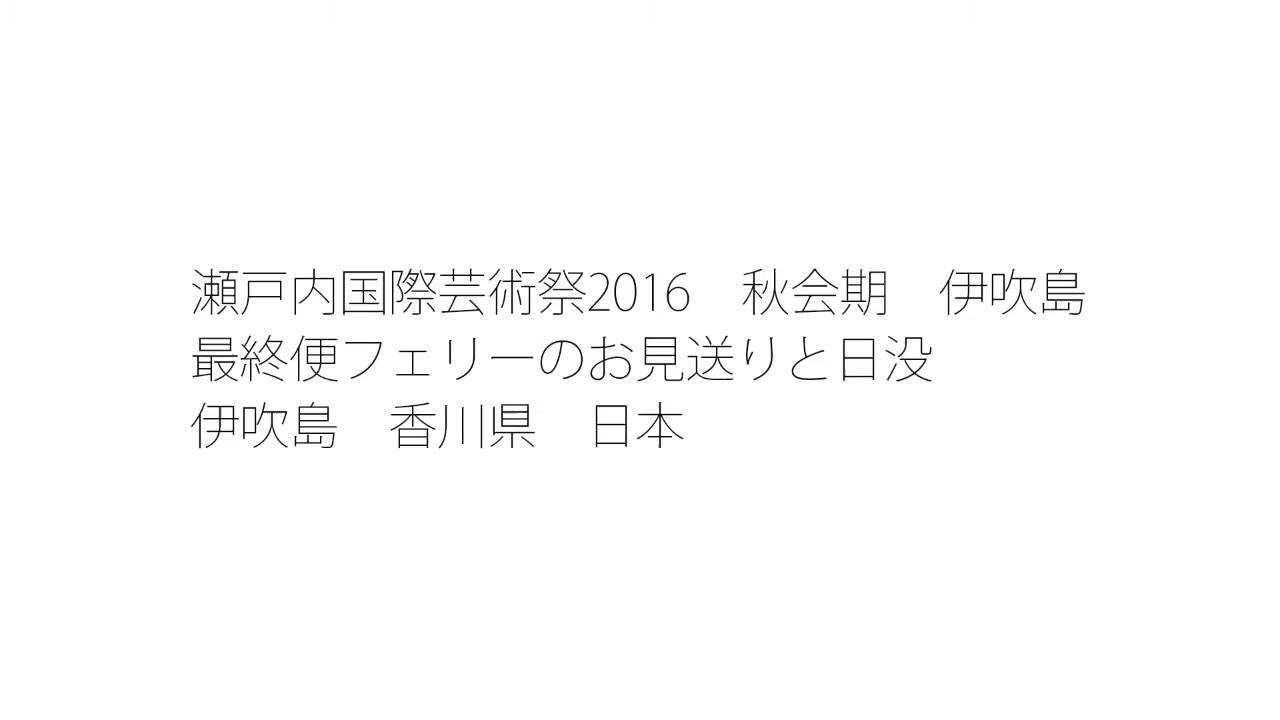 瀬戸内国際芸術祭2016　秋会期　伊吹島
最終便フェリーのお見送りと日没
伊吹島　香川県　日本